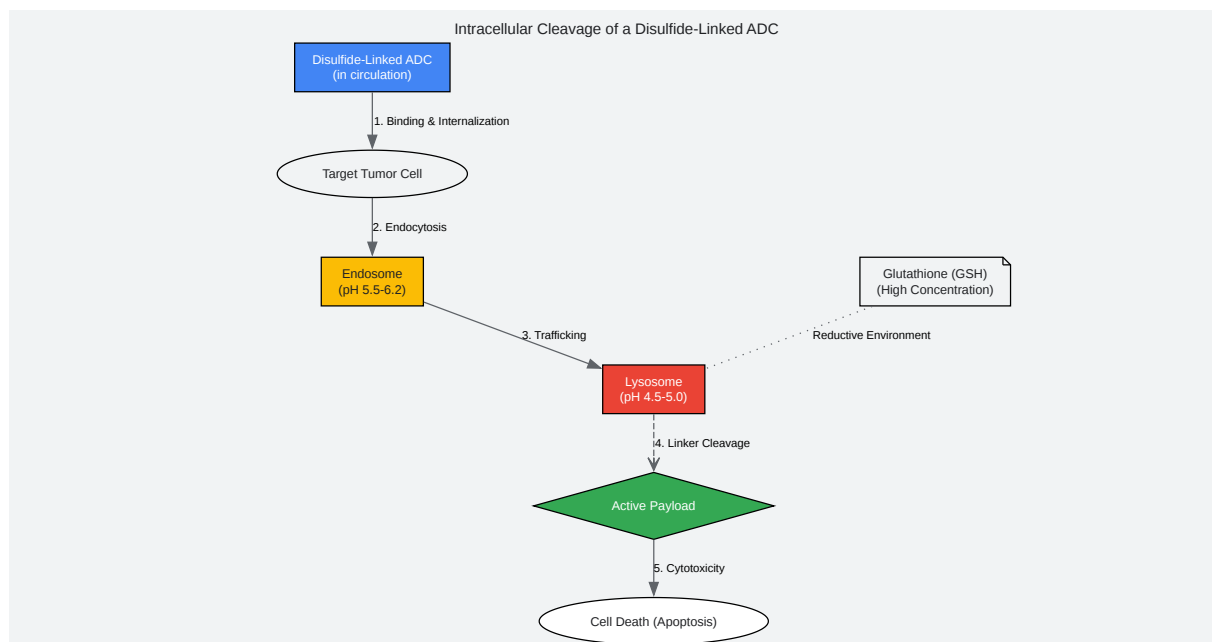 Intracellular Cleavage of a Disulfide-Linked ADC
Disulfide-Linked ADC
(in circulation)
1. Binding & Internalization
Target Tumor Cell
2. Endocytosis
Endosome
(pH 5.5-6.2)
Glutathione (GSH)
(High Concentration)
3. Trafficking
Reductive Environment
Lysosome
(pH 4.5-5.0)
4. Linker Cleavage
Active Payload
5. Cytotoxicity
Cell Death (Apoptosis)